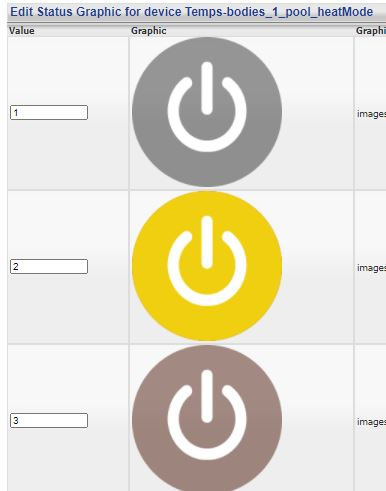 Edit Status Graphic for device Temps-bodies_1_pool_heatMode
Value Graphic Graphi
1 images
2 images
3 images